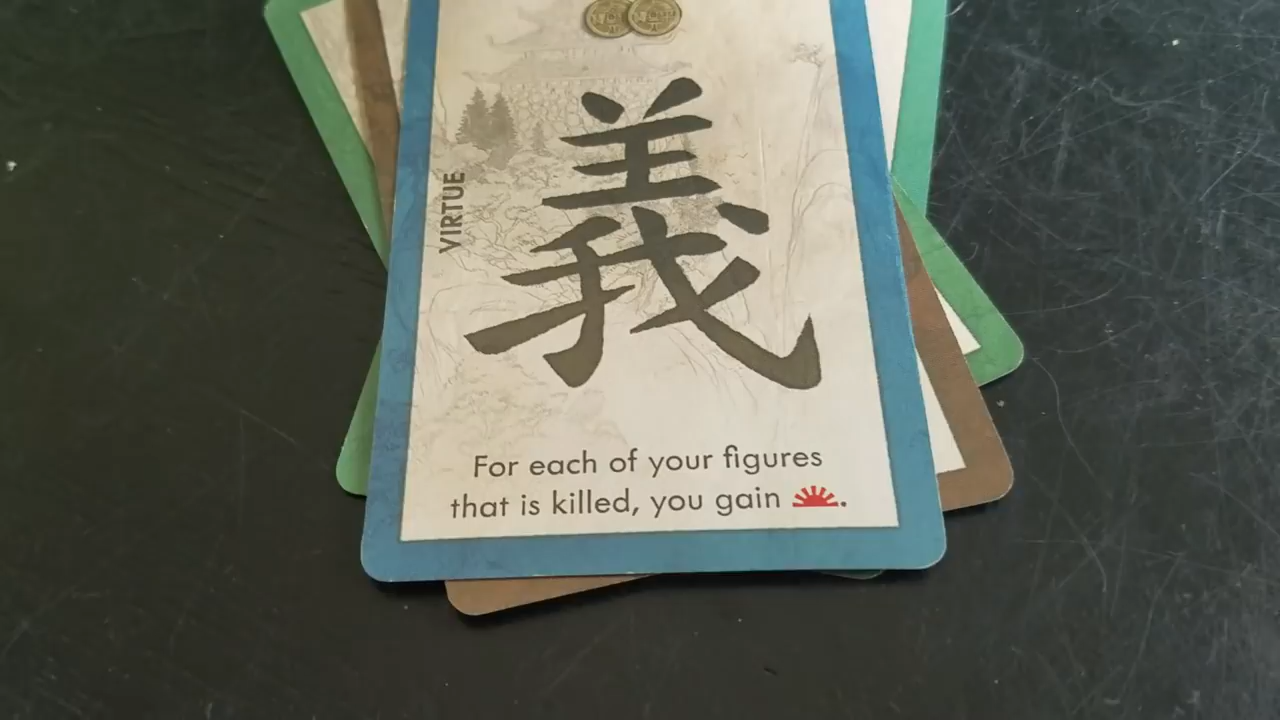 義
VIRTUE
For each of your figures
that is killed, you gain .